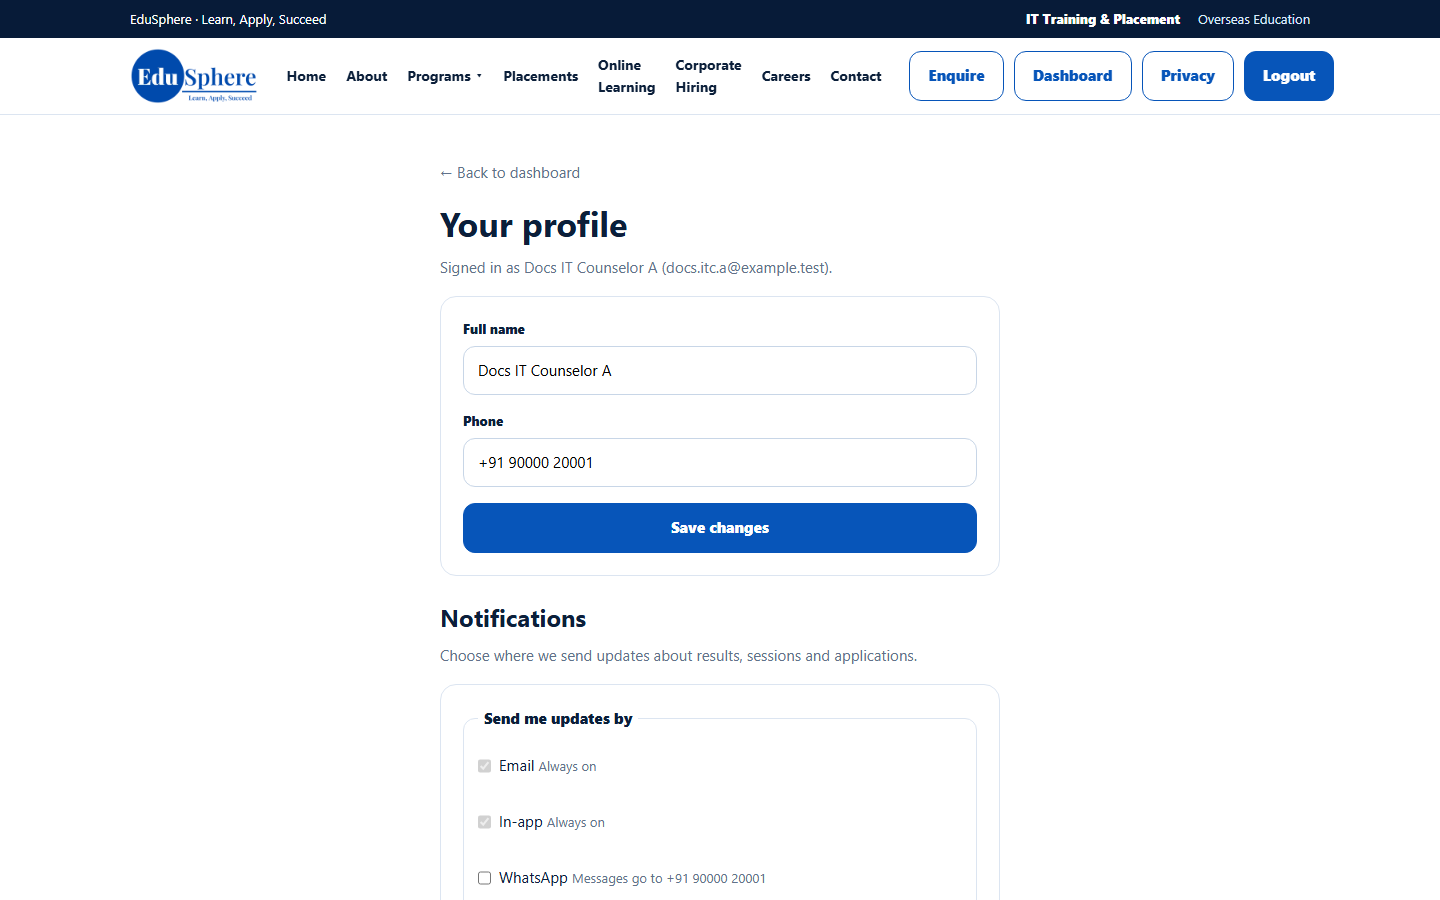 EduSphere · Learn, Apply, Succeed
IT Training & Placement
Overseas Education
EduSphere
Learn, Apply, Succeed
Home
About
Programs
Placements
Online
Learning
Corporate
Hiring
Careers
Contact
Enquire
Dashboard
Privacy
Logout
← Back to dashboard
Your profile
Signed in as Docs IT Counselor A (docs.itc.a@example.test).
Full name
Docs IT Counselor A
Phone
+91 90000 20001
Save changes
Notifications
Choose where we send updates about results, sessions and applications.
Send me updates by
Email Always on
In-app Always on
WhatsApp Messages go to +91 90000 20001